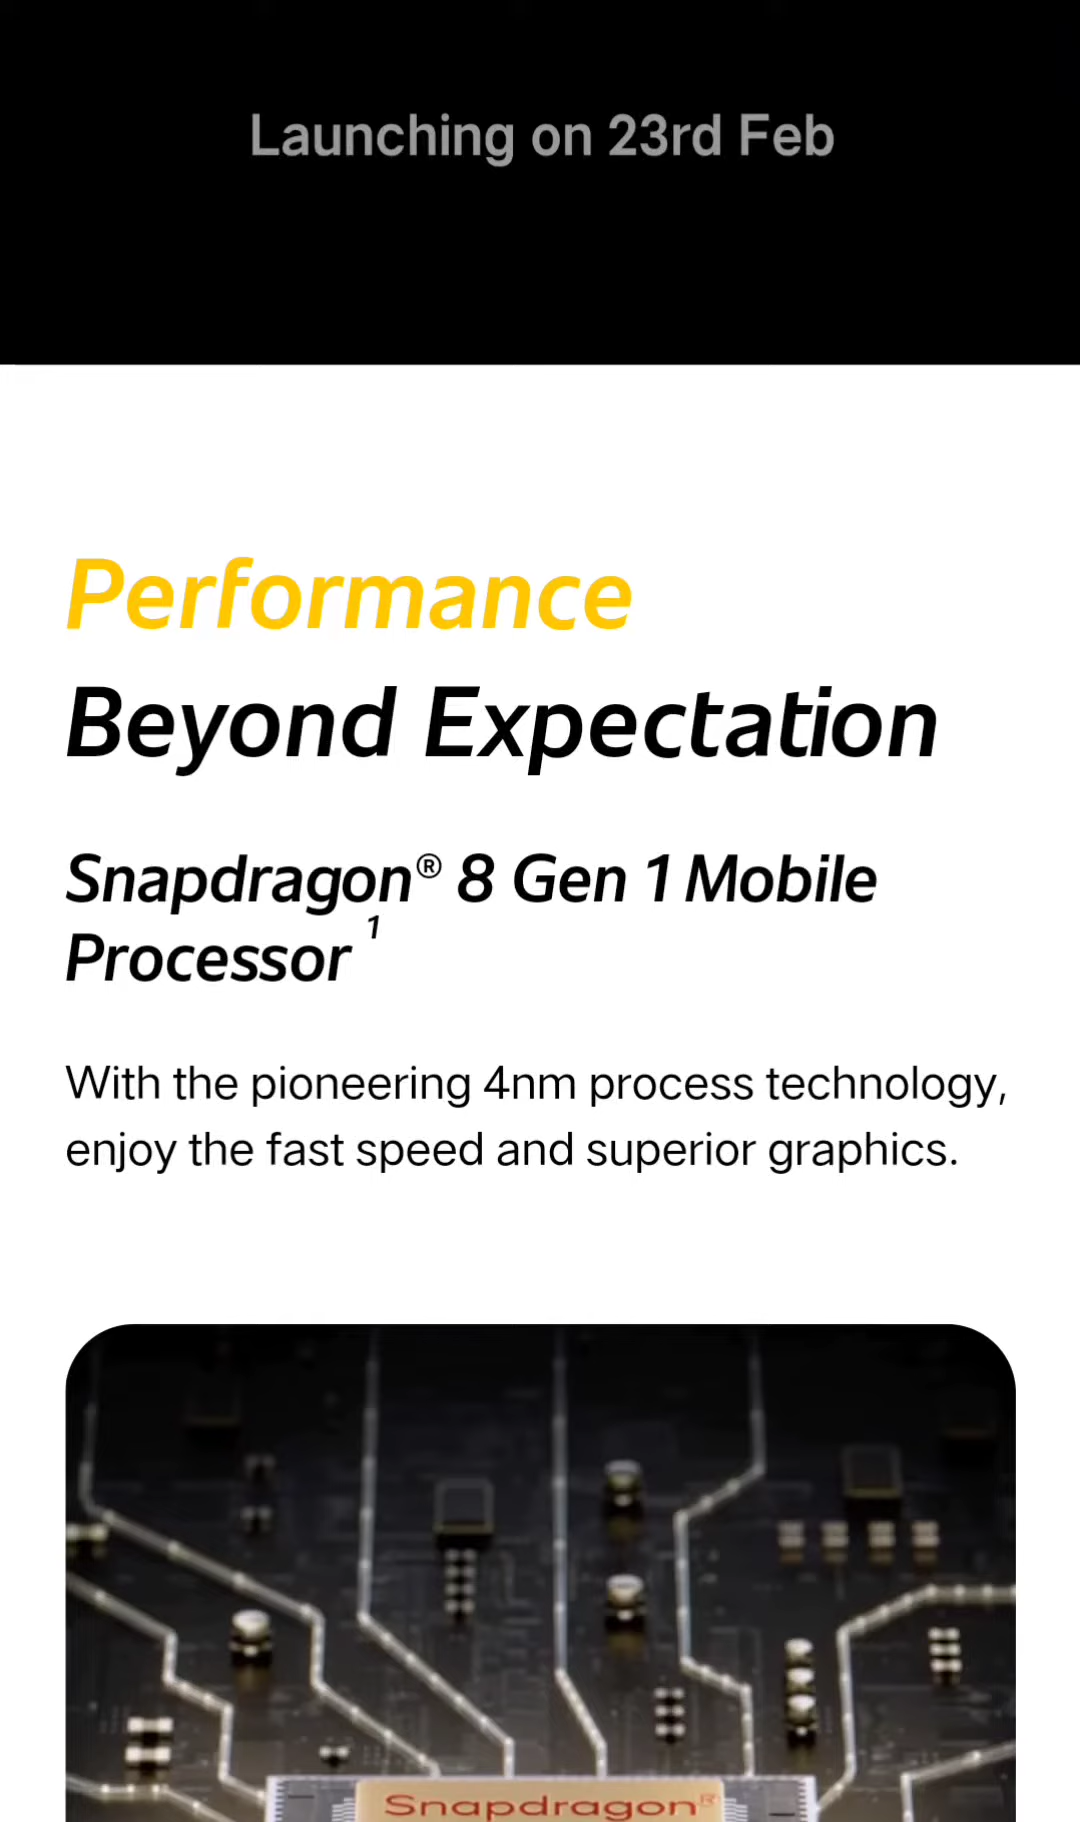 Launching on 23rd Feb
Performance
Beyond Expectation
Snapdragon® 8 Gen 1 Mobile
Processor ¹
With the pioneering 4nm process technology,
enjoy the fast speed and superior graphics.
Snapdragon®